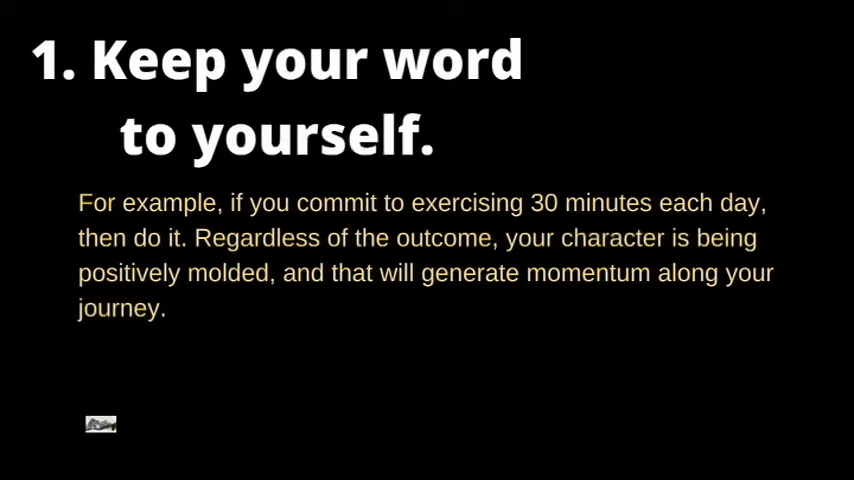 1. Keep your word
to yourself.
For example, if you commit to exercising 30 minutes each day,
then do it. Regardless of the outcome, your character is being
positively molded, and that will generate momentum along your
journey.